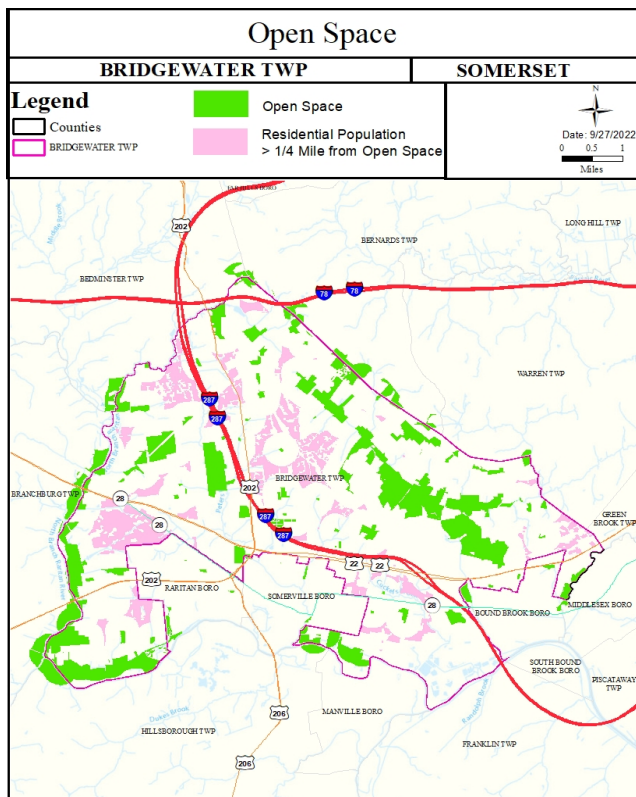 Open Space
BRIDGEWATER TWP
SOMERSET
Legend
Counties
BRIDGEWATER TWP
Open Space
Residential Population
> 1/4 Mile from Open Space
N
Date: 9/27/2022
0 0.5 1
Miles
202
LONG HILL TWP
BERNARDS TWP
BEDMINSTER TWP
78
78
WARREN TWP
287
287
BRIDGEWATER TWP
202
BRANCHBURG TWP
28
28
287
287
GREEN
BROOK TWP
22
22
202
RARITAN BORO
SOMERVILLE BORO
28
BOUND BROOK BORO
MIDDLESEX BORO
SOUTH BOUND
BROOK BORO
PISCATAWAY
TWP
206
MANVILLE BORO
Dukes Brook
HILLSBOROUGH TWP
FRANKLIN TWP
206